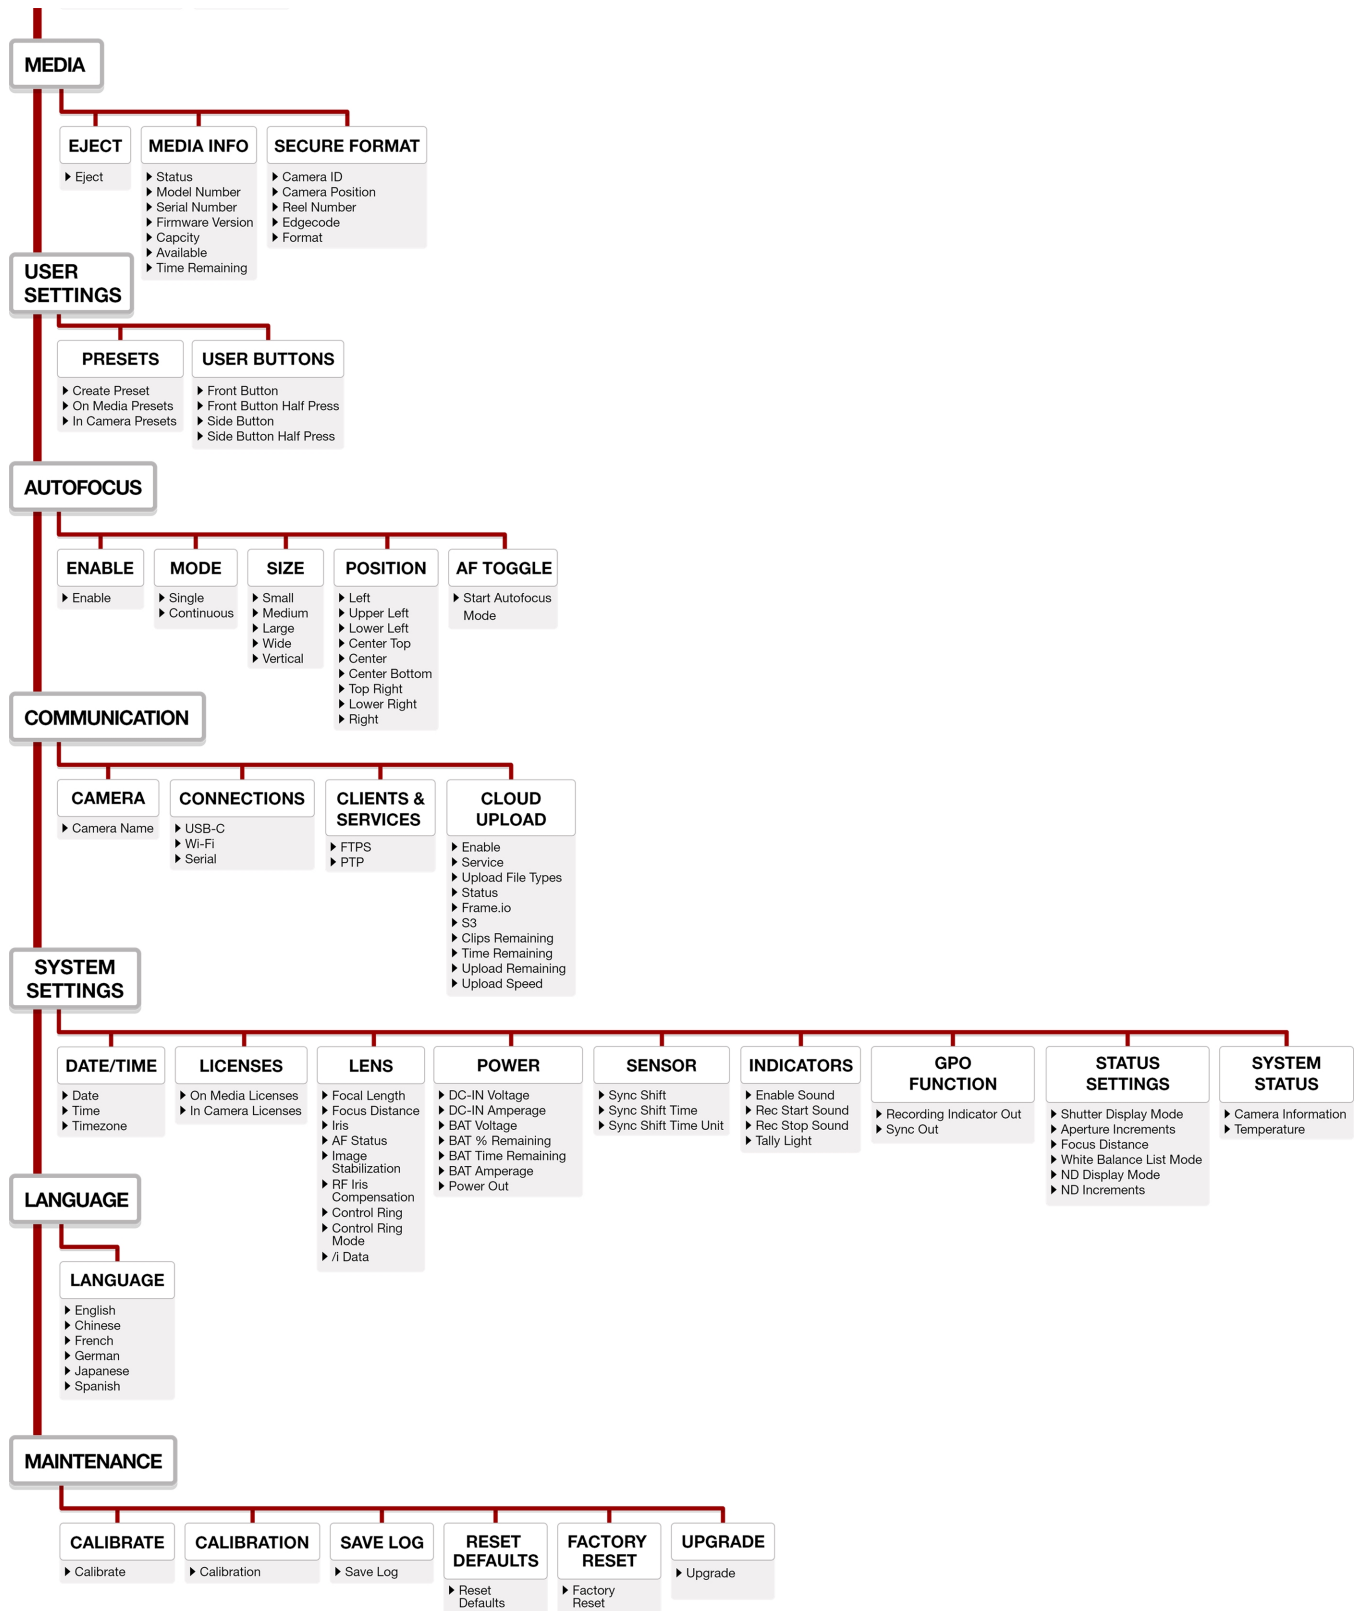 MEDIA
EJECT
Eject
MEDIA INFO
Status
Model Number
Serial Number
Firmware Version
Capcity
Available
Time Remaining
SECURE FORMAT
Camera ID
Camera Position
Reel Number
Edgecode
Format
USER
SETTINGS
PRESETS
Create Preset
On Media Presets
In Camera Presets
USER BUTTONS
Front Button
Front Button Half Press
Side Button
Side Button Half Press
AUTOFOCUS
ENABLE
Enable
MODE
Single
Continuous
SIZE
Small
Medium
Large
Wide
Vertical
POSITION
Left
Upper Left
Lower Left
Center Top
Center
Center Bottom
Top Right
Lower Right
Right
AF TOGGLE
Start Autofocus
Mode
COMMUNICATION
CAMERA
Camera Name
CONNECTIONS
USB-C
Wi-Fi
Serial
CLIENTS &
SERVICES
FTPS
PTP
CLOUD
UPLOAD
Enable
Service
Upload File Types
Status
Frame.io
S3
Clips Remaining
Time Remaining
Upload Remaining
Upload Speed
SYSTEM
SETTINGS
DATE/TIME
Date
Time
Timezone
LICENSES
On Media Licenses
In Camera Licenses
LENS
Focal Length
Focus Distance
Iris
AF Status
Image
Stabilization
RF Iris
Compensation
Control Ring
Control Ring
Mode
/i Data
POWER
DC-IN Voltage
DC-IN Amperage
BAT Voltage
BAT % Remaining
BAT Time Remaining
BAT Amperage
Power Out
SENSOR
Sync Shift
Sync Shift Time
Sync Shift Time Unit
INDICATORS
Enable Sound
Rec Start Sound
Rec Stop Sound
Tally Light
GPO
FUNCTION
Recording Indicator Out
Sync Out
STATUS
SETTINGS
Shutter Display Mode
Aperture Increments
Focus Distance
White Balance List Mode
ND Display Mode
ND Increments
SYSTEM
STATUS
Camera Information
Temperature
LANGUAGE
LANGUAGE
English
Chinese
French
German
Japanese
Spanish
MAINTENANCE
CALIBRATE
Calibrate
CALIBRATION
Calibration
SAVE LOG
Save Log
RESET
DEFAULTS
Reset
Defaults
FACTORY
RESET
Factory
Reset
UPGRADE
Upgrade